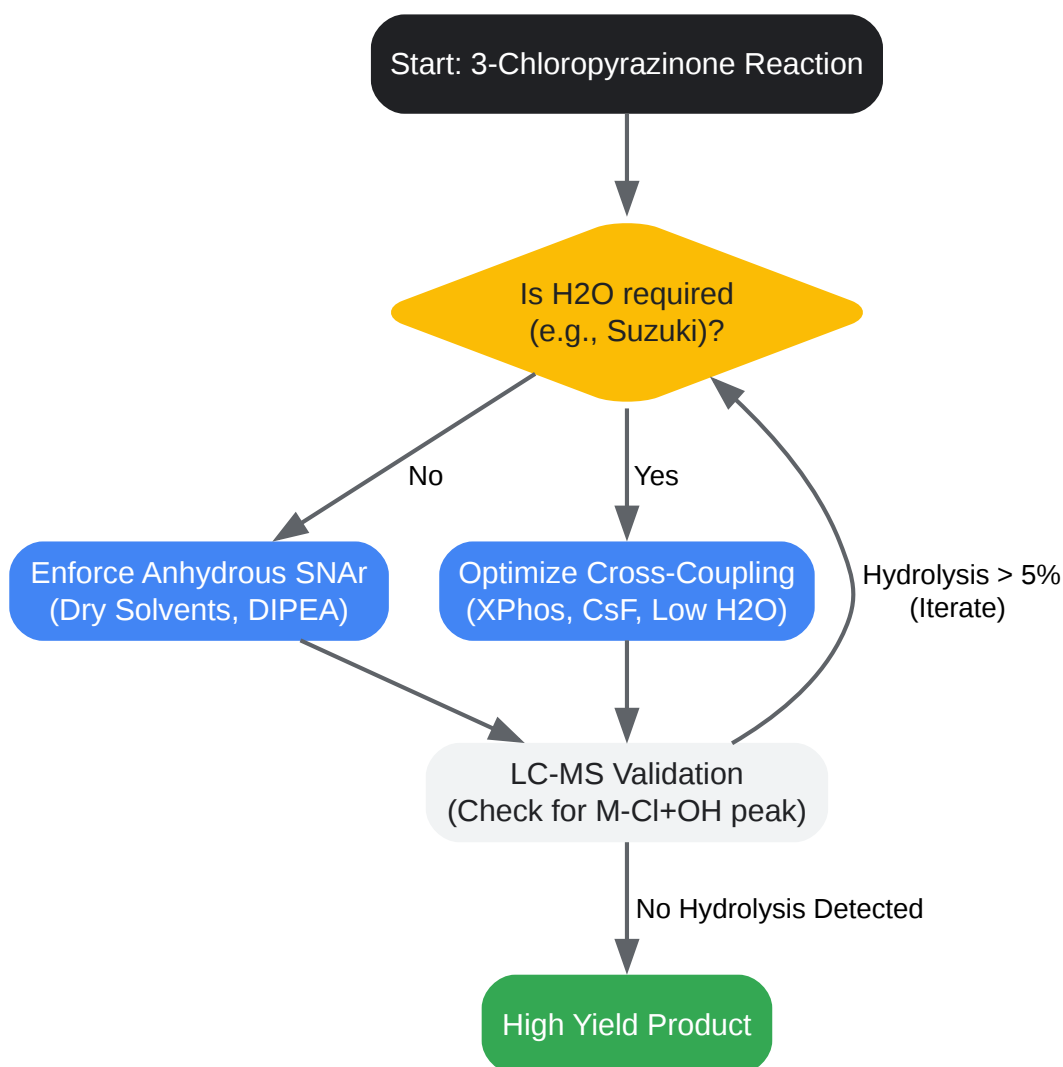 Start: 3-Chloropyrazinone Reaction
Is H2O required
(e.g., Suzuki)?
No
Yes
Enforce Anhydrous SNAr
(Dry Solvents, DIPEA)
Optimize Cross-Coupling
(XPhos, CsF, Low H2O)
Hydrolysis > 5%
(Iterate)
LC-MS Validation
(Check for M-Cl+OH peak)
No Hydrolysis Detected
High Yield Product